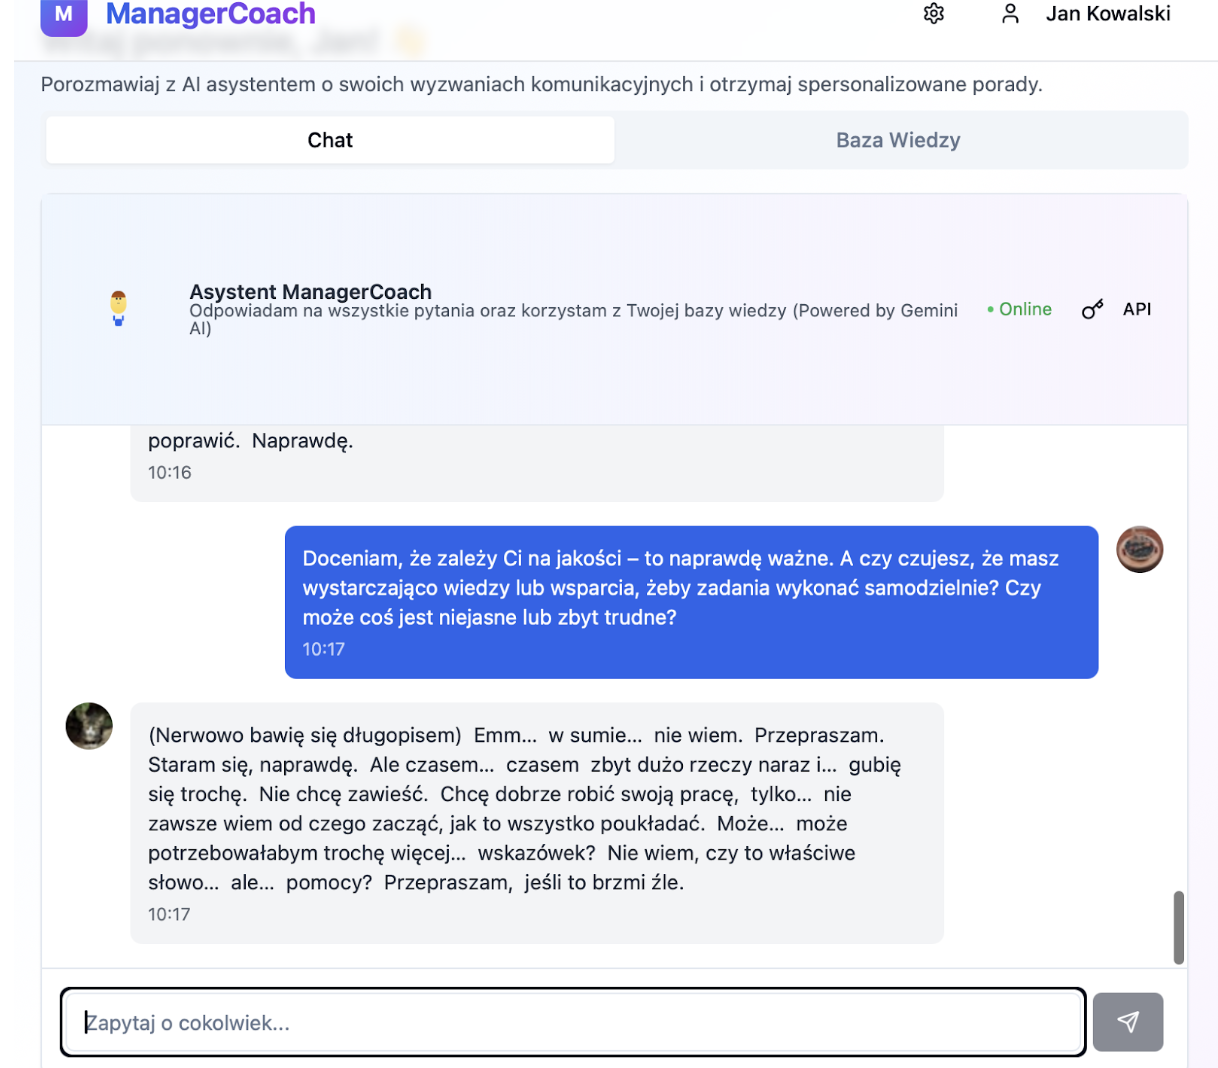 M ManagerCoach
Jan Kowalski
Witaj ponownie, Jan!
Porozmawiaj z AI asystentem o swoich wyzwaniach komunikacyjnych i otrzymaj spersonalizowane porady.
Chat
Baza Wiedzy
Asystent ManagerCoach
Odpowiadam na wszystkie pytania oraz korzystam z Twojej bazy wiedzy (Powered by Gemini
AI)
• Online
API
poprawić. Naprawdę.
10:16
Doceniam, że zależy Ci na jakości – to naprawdę ważne. A czy czujesz, że masz
wystarczająco wiedzy lub wsparcia, żeby zadania wykonać samodzielnie? Czy
może coś jest niejasne lub zbyt trudne?
10:17
(Nerwowo bawię się długopisem) Emm... w sumie... nie wiem. Przepraszam.
Staram się, naprawdę. Ale czasem... czasem zbyt dużo rzeczy naraz i... gubię
się trochę. Nie chcę zawieść. Chcę dobrze robić swoją pracę, tylko... nie
zawsze wiem od czego zacząć, jak to wszystko poukładać. Może... może
potrzebowałabym trochę więcej... wskazówek? Nie wiem, czy to właściwe
słowo... ale... pomocy? Przepraszam, jeśli to brzmi źle.
10:17
Zapytaj o cokolwiek...